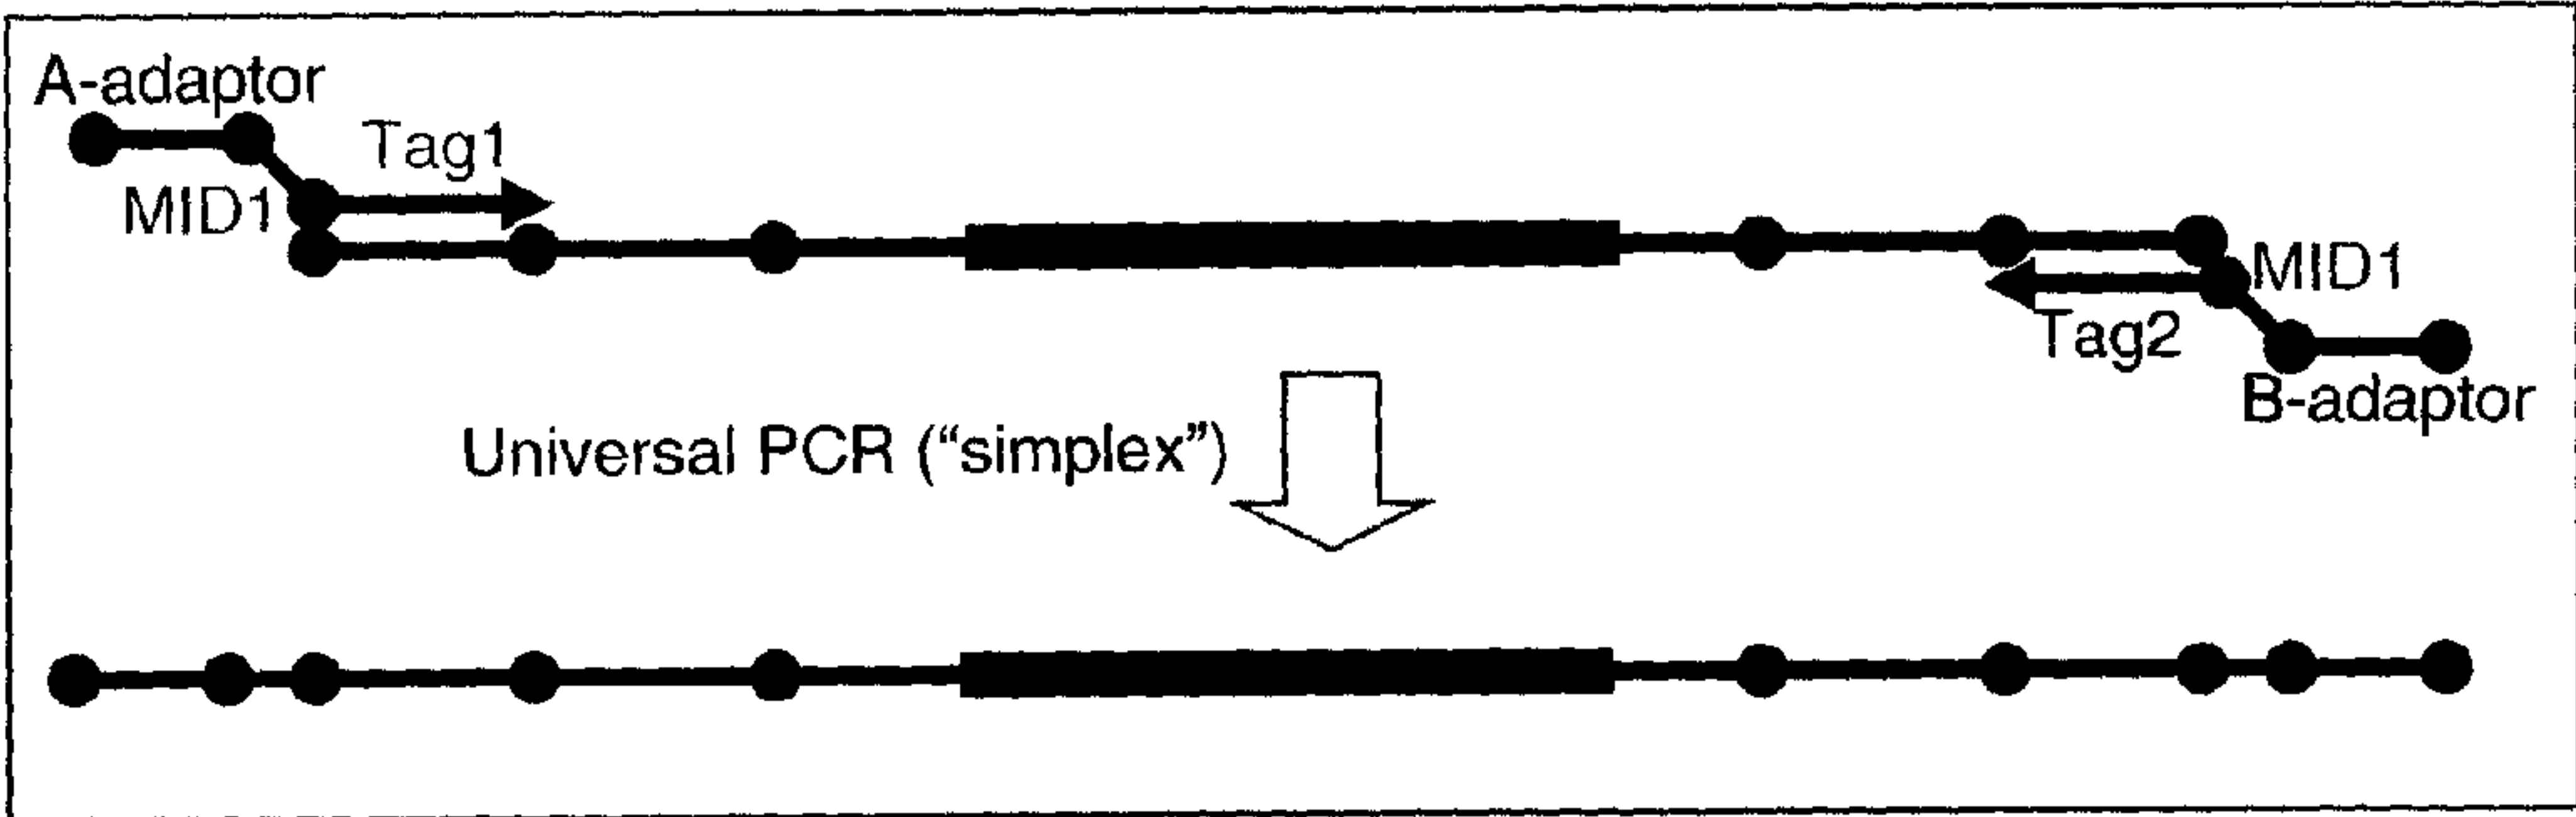 A-adaptor
Tag1
MID1
MID1
Tag2
B-adaptor
Universal PCR (“simplex”)